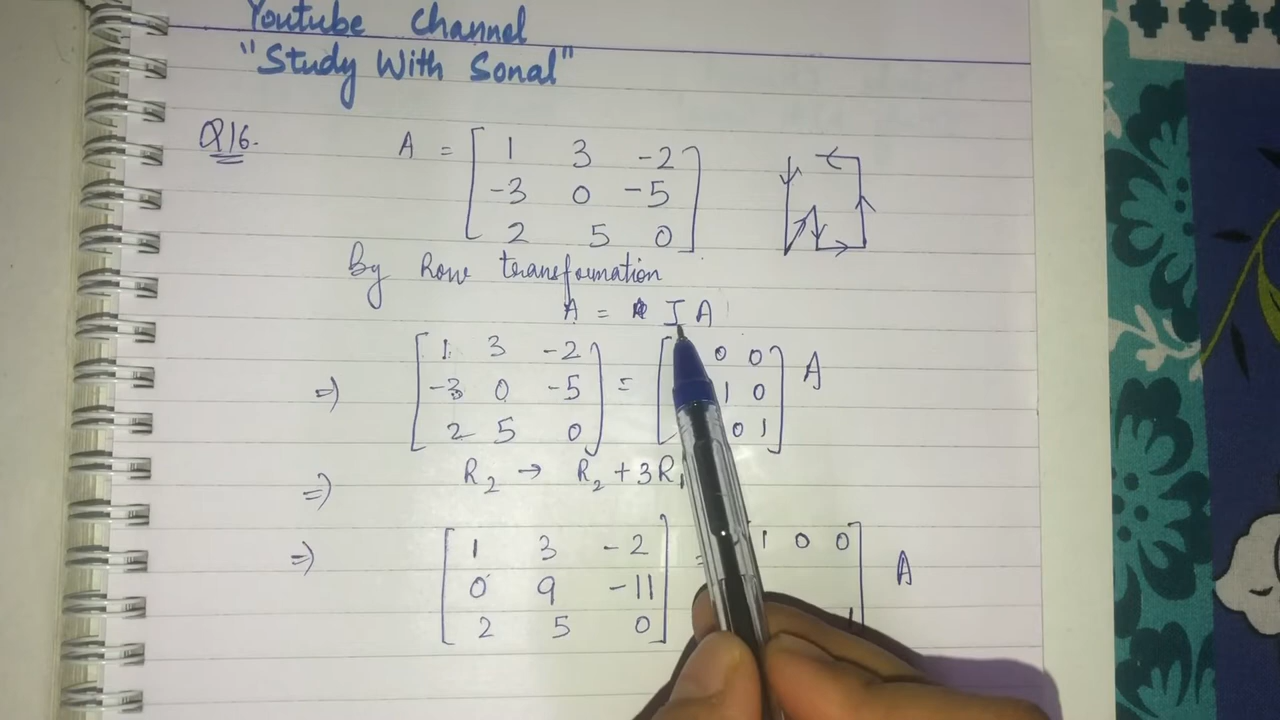 Youtube Channel
"Study With Sonal"
Q16. A = [ 1 3 -2
-3 0 -5
2 5 0 ]
By Row transformation
A = I A
=> [ 1 3 -2 ] = [ 0 0 ] A
-3 0 -5 1 0
2 5 0 0 1
=> R₂ → R₂ + 3R₁
=> [ 1 3 -2 ] = [ 1 0 0 ] A
0 9 -11
2 5 0